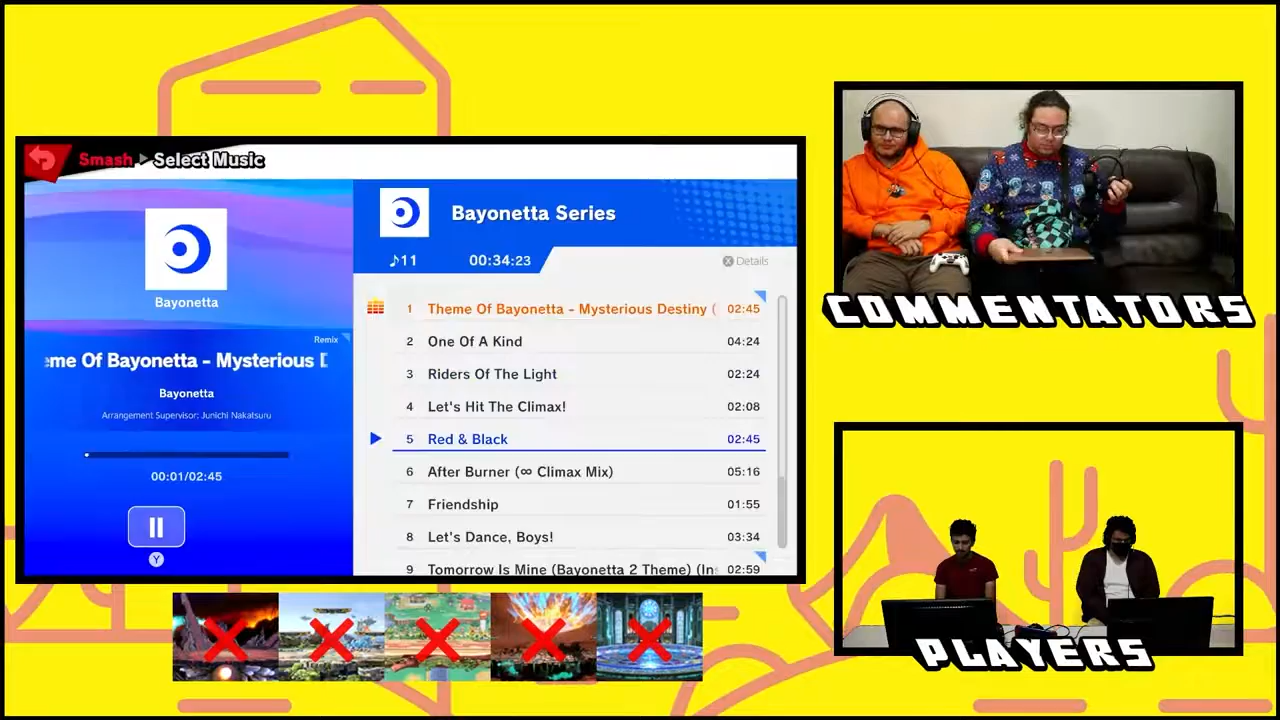 Smash ▶ Select Music
Bayonetta
Remix
me Of Bayonetta - Mysterious D
Bayonetta
Arrangement Supervisor: Junichi Nakatsuru
00:01/02:45
Y
Bayonetta Series
♪11 00:34:23
X Details
1 Theme Of Bayonetta - Mysterious Destiny ( 02:45
2 One Of A Kind 04:24
3 Riders Of The Light 02:24
4 Let's Hit The Climax! 02:08
5 Red & Black 02:45
6 After Burner (∞ Climax Mix) 05:16
7 Friendship 01:55
8 Let's Dance, Boys! 03:34
9 Tomorrow Is Mine (Bayonetta 2 Theme) (Ins 02:59
COMMENTATORS
PLAYERS